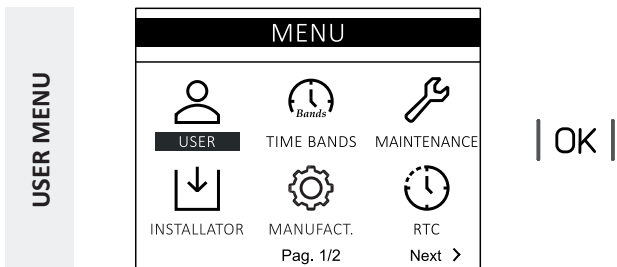 USER MENU
MENU
Bands
USER TIME BANDS MAINTENANCE
INSTALLATOR MANUFACT. RTC
Pag. 1/2 Next >
| OK |